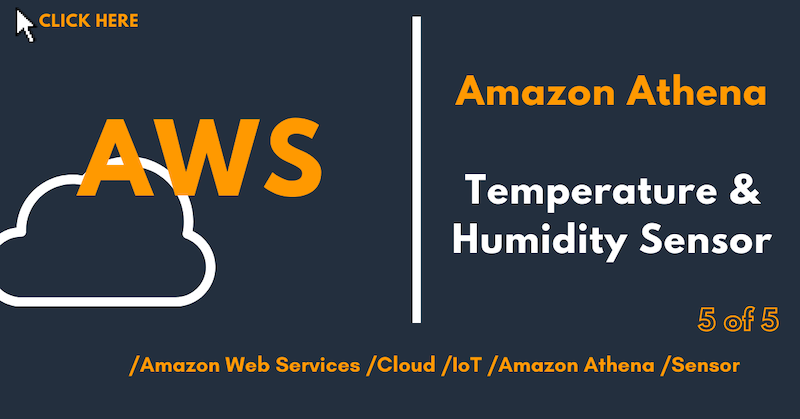 CLICK HERE
AWS
Amazon Athena
Temperature &
Humidity Sensor
5 of 5
/Amazon Web Services /Cloud /IoT /Amazon Athena /Sensor